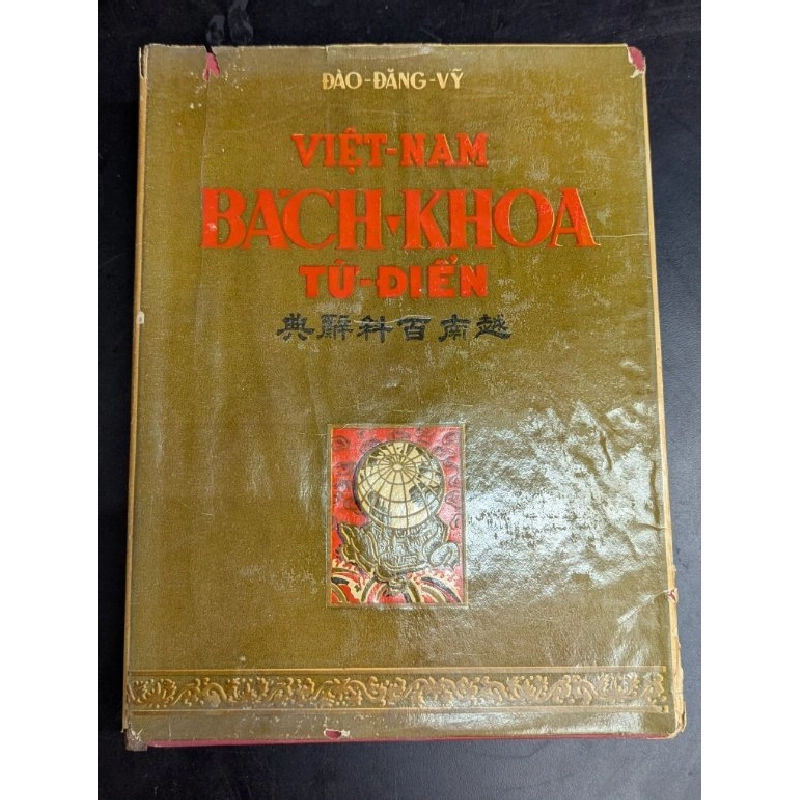 ĐÀO-ĐĂNG-VỸ
VIỆT-NAM
BÁCH-KHOA
TỪ-ĐIỂN
典辭科百南越